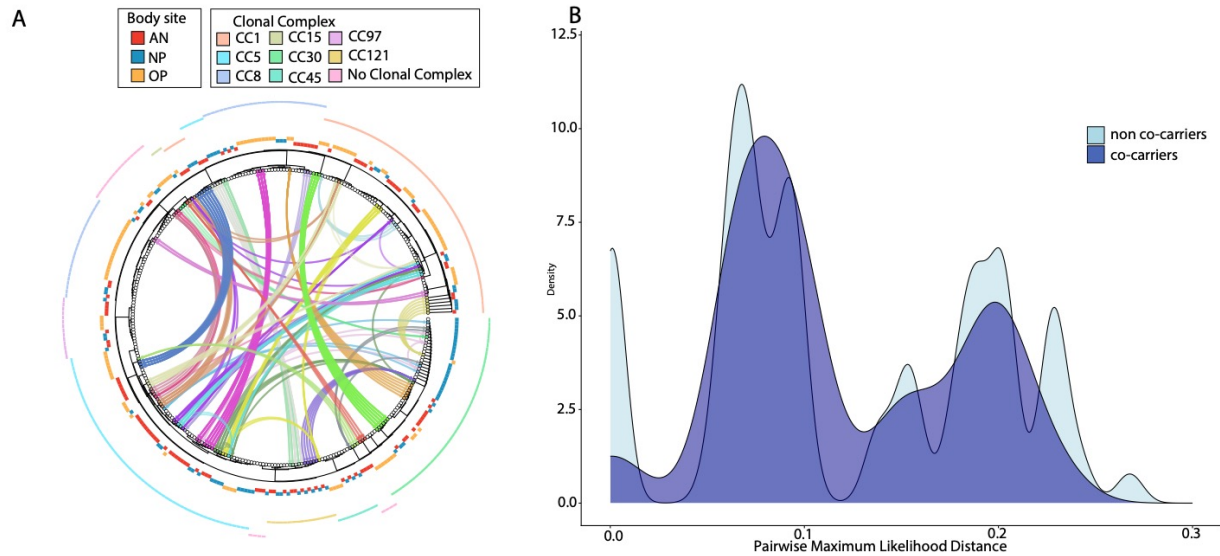 A
Body site
AN
NP
OP
Clonal Complex
CC1 CC15 CC97
CC5 CC30 CC121
CC8 CC45 No Clonal Complex
B
12.5
10.0
7.5
5.0
2.5
0.0
Density
non co-carriers
co-carriers
0.0 0.1 0.2 0.3
Pairwise Maximum Likelihood Distance